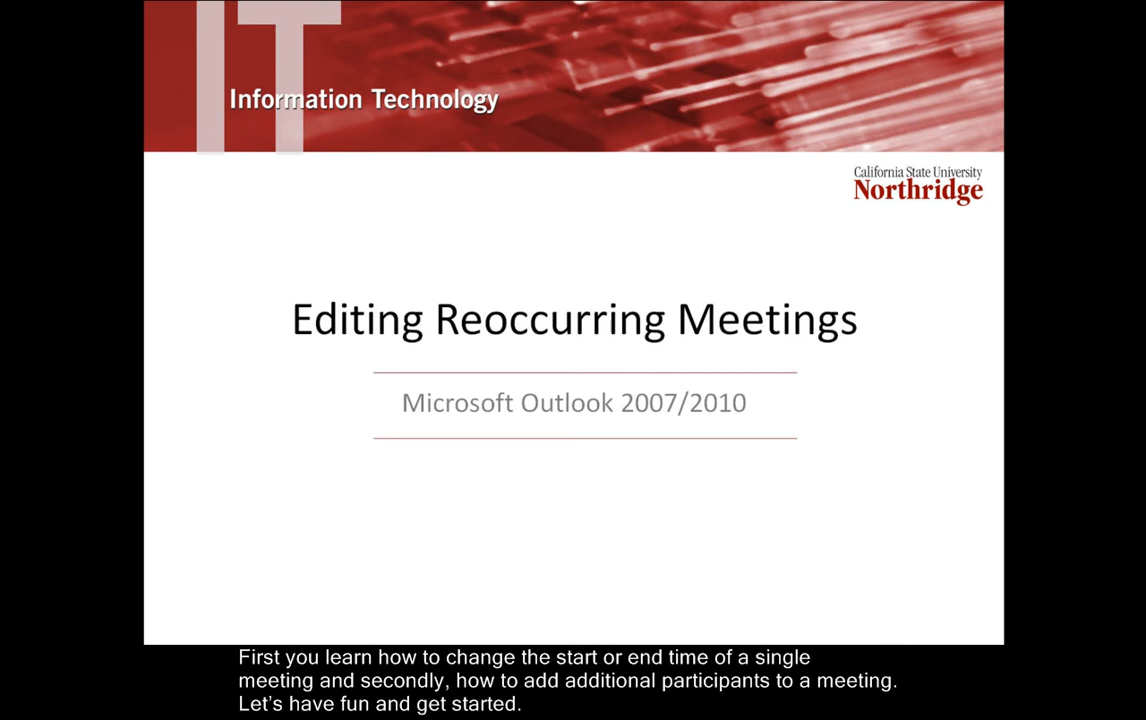 IT
Information Technology
California State University
Northridge
Editing Reoccurring Meetings
Microsoft Outlook 2007/2010
First you learn how to change the start or end time of a single
meeting and secondly, how to add additional participants to a meeting.
Let's have fun and get started.